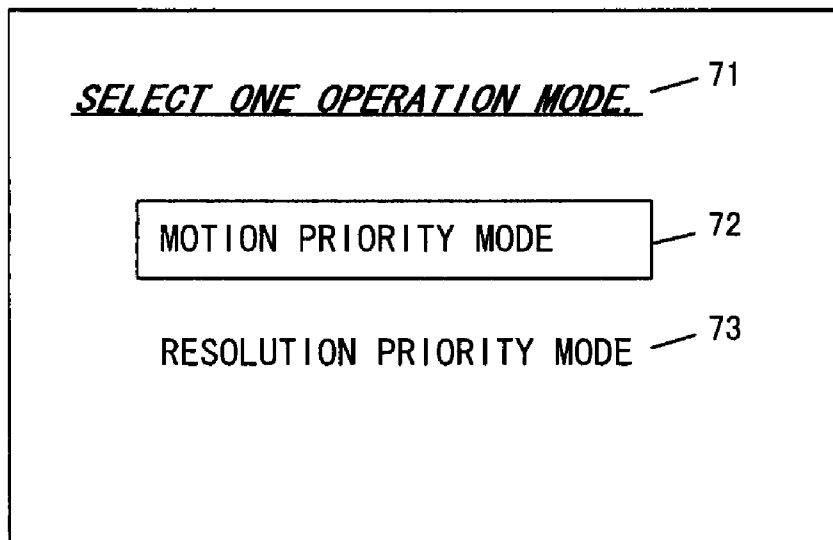 SELECT ONE OPERATION MODE. 71
MOTION PRIORITY MODE 72
RESOLUTION PRIORITY MODE 73